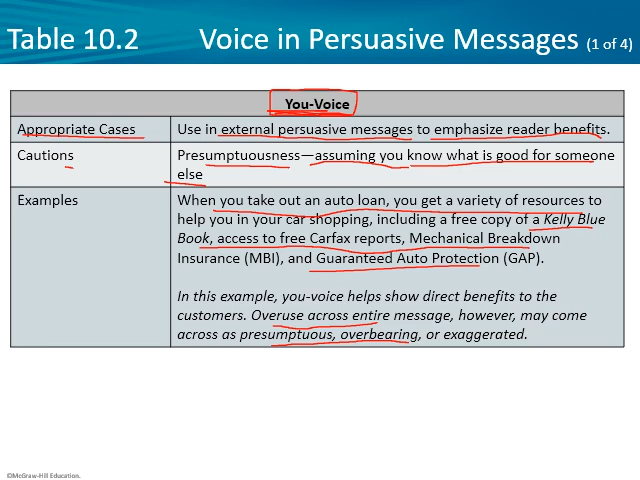 Table 10.2 Voice in Persuasive Messages (1 of 4)
You-Voice
Appropriate Cases Use in external persuasive messages to emphasize reader benefits.
Cautions Presumptuousness—assuming you know what is good for someone
else
Examples When you take out an auto loan, you get a variety of resources to
help you in your car shopping, including a free copy of a Kelly Blue
Book, access to free Carfax reports, Mechanical Breakdown
Insurance (MBI), and Guaranteed Auto Protection (GAP).
In this example, you-voice helps show direct benefits to the
customers. Overuse across entire message, however, may come
across as presumptuous, overbearing, or exaggerated.
©McGraw-Hill Education.